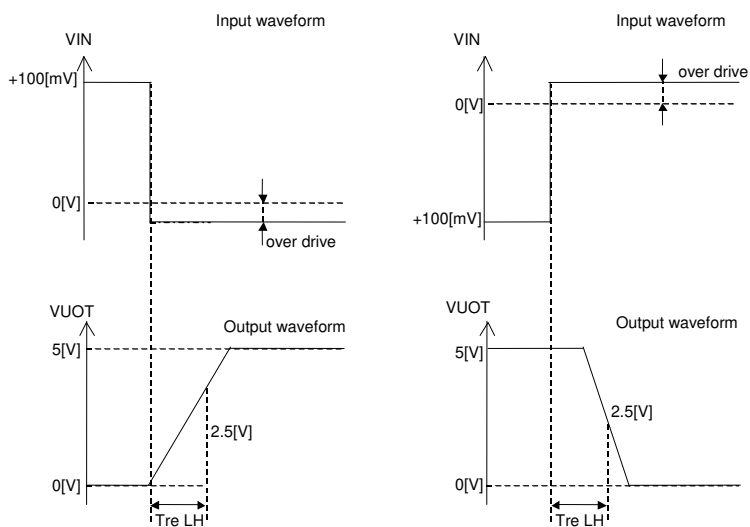 Input waveform
VIN
+100[mV]
0[V]
over drive
VUOT
Output waveform
5[V]
2.5[V]
0[V]
Tre LH
Input waveform
VIN
over drive
0[V]
+100[mV]
VUOT
Output waveform
5[V]
2.5[V]
0[V]
Tre LH